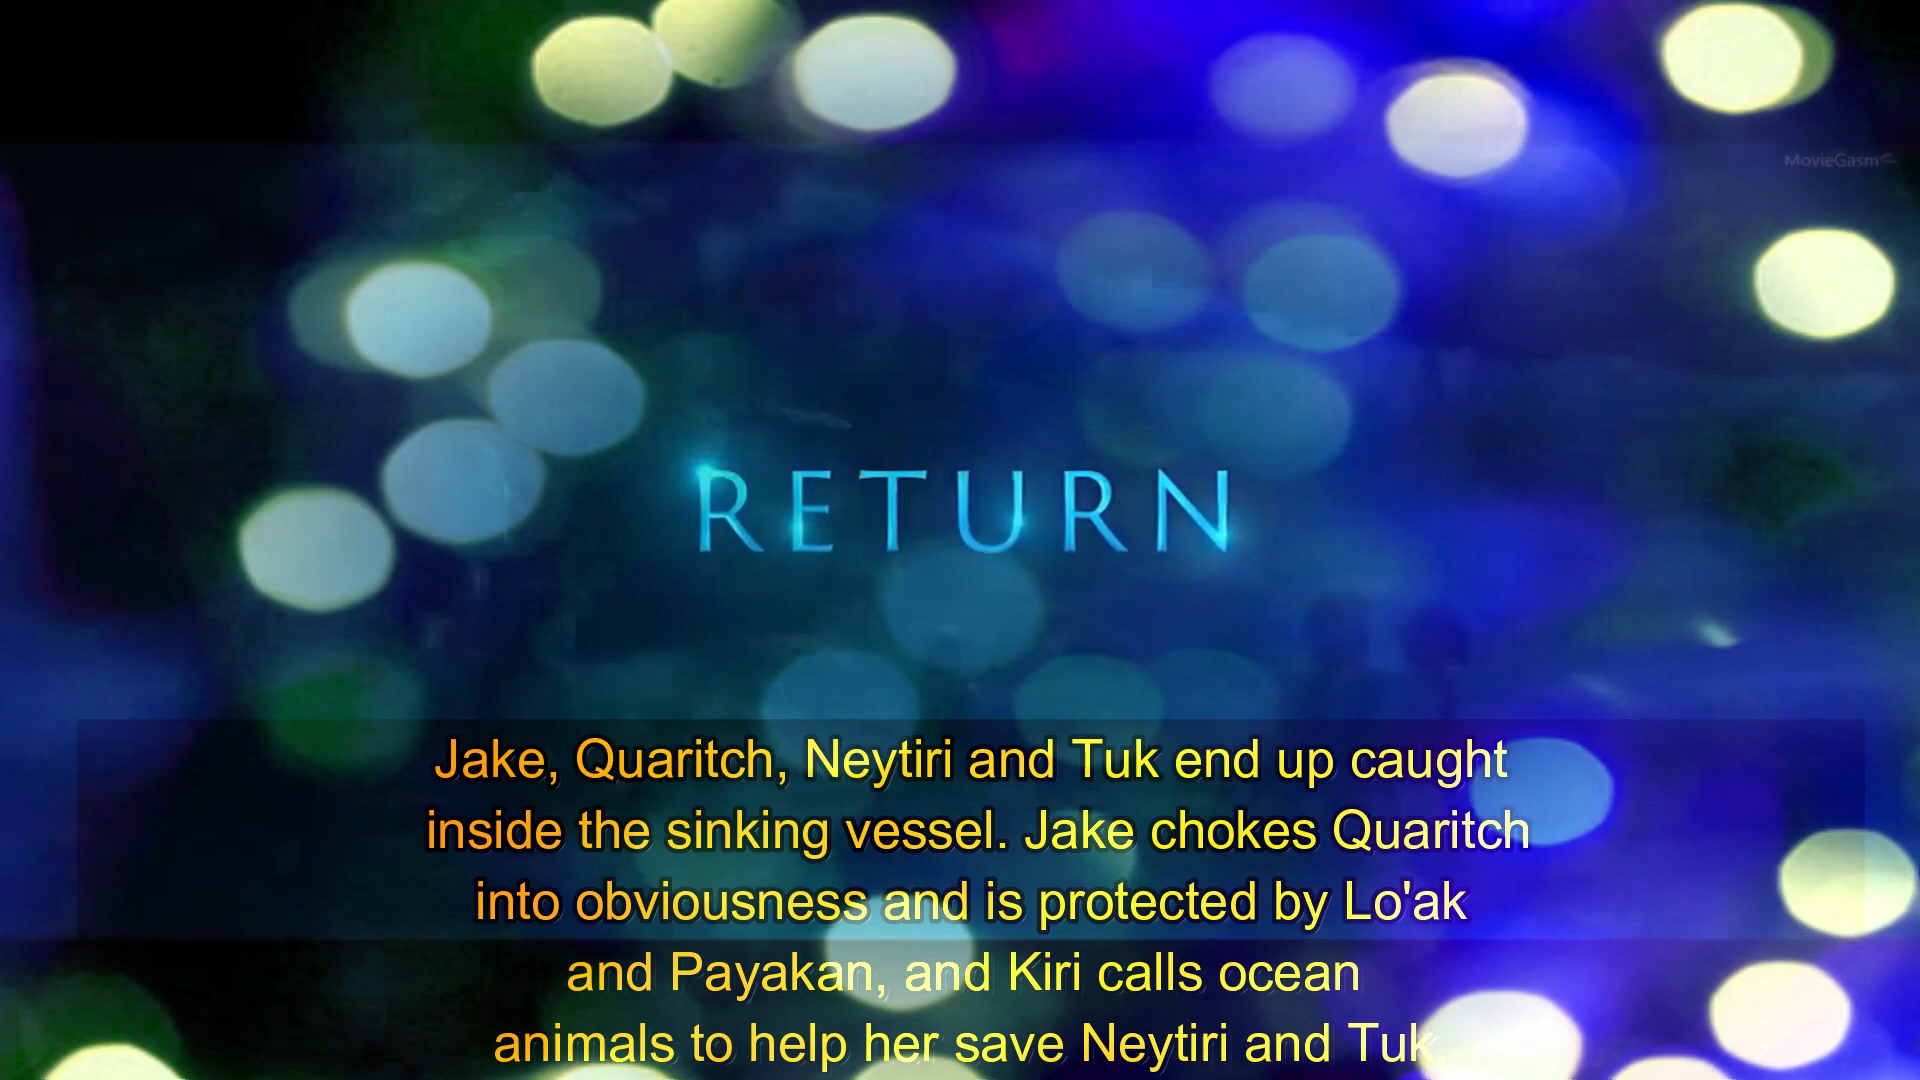 MovieGasm
RETURN
Jake, Quaritch, Neytiri and Tuk end up caught
inside the sinking vessel. Jake chokes Quaritch
into obviousness and is protected by Lo'ak
and Payakan, and Kiri calls ocean
animals to help her save Neytiri and Tuk.